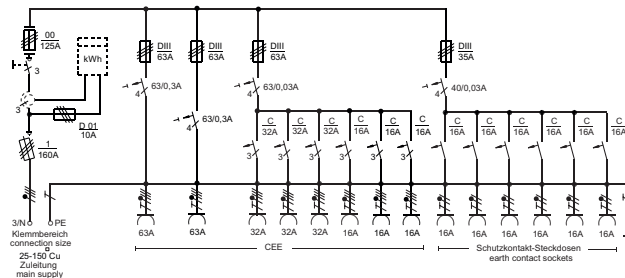 00
125A
kWh
3
3
D 01
10A
1
160A
3/N
PE
Klemmbereich
connection size
25-150 Cu
Zuleitung
main supply
DIII
63A
DIII
63A
DIII
63A
DIII
35A
63/0,3A
4
63/0,3A
4
63/0,03A
4
40/0,03A
4
C
32A
C
32A
C
32A
C
16A
C
16A
C
16A
C
16A
C
16A
C
16A
C
16A
C
16A
C
16A
3
3
3
3
3
3
63A
63A
32A
32A
32A
16A
16A
16A
16A
16A
16A
16A
16A
16A
CEE
Schutzkontakt-Steckdosen
earth contact sockets